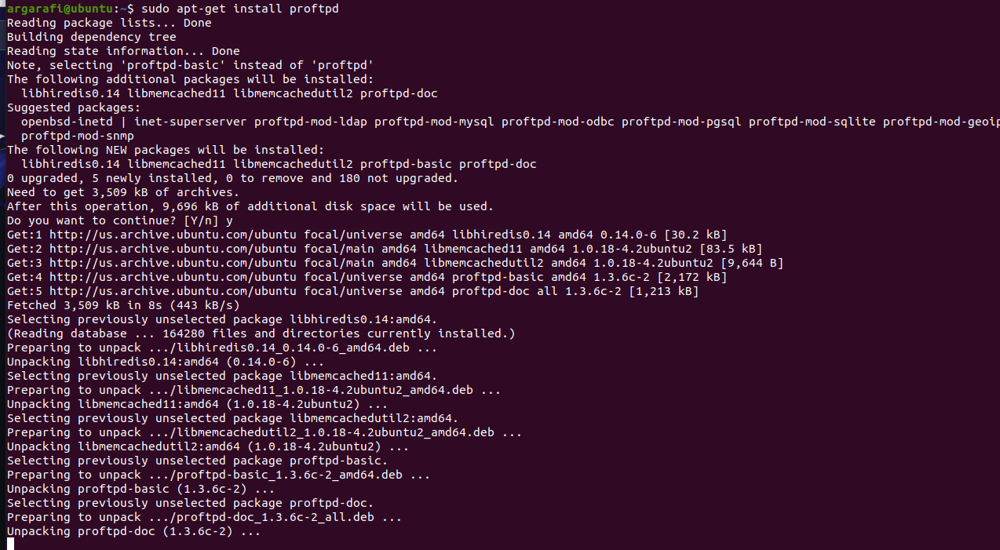 argarafi@ubuntu:~$ sudo apt-get install proftpd
Reading package lists... Done
Building dependency tree
Reading state information... Done
Note, selecting 'proftpd-basic' instead of 'proftpd'
The following additional packages will be installed:
  libhiredis0.14 libmemcached11 libmemcachedutil2 proftpd-doc
Suggested packages:
  openbsd-inetd | inet-superserver proftpd-mod-ldap proftpd-mod-mysql proftpd-mod-odbc proftpd-mod-pgsql proftpd-mod-sqlite proftpd-mod-geoip
  proftpd-mod-snmp
The following NEW packages will be installed:
  libhiredis0.14 libmemcached11 libmemcachedutil2 proftpd-basic proftpd-doc
0 upgraded, 5 newly installed, 0 to remove and 180 not upgraded.
Need to get 3,509 kB of archives.
After this operation, 9,696 kB of additional disk space will be used.
Do you want to continue? [Y/n] y
Get:1 http://us.archive.ubuntu.com/ubuntu focal/universe amd64 libhiredis0.14 amd64 0.14.0-6 [30.2 kB]
Get:2 http://us.archive.ubuntu.com/ubuntu focal/main amd64 libmemcached11 amd64 1.0.18-4.2ubuntu2 [83.5 kB]
Get:3 http://us.archive.ubuntu.com/ubuntu focal/main amd64 libmemcachedutil2 amd64 1.0.18-4.2ubuntu2 [9,644 B]
Get:4 http://us.archive.ubuntu.com/ubuntu focal/universe amd64 proftpd-basic amd64 1.3.6c-2 [2,172 kB]
Get:5 http://us.archive.ubuntu.com/ubuntu focal/universe amd64 proftpd-doc all 1.3.6c-2 [1,213 kB]
Fetched 3,509 kB in 8s (443 kB/s)
Selecting previously unselected package libhiredis0.14:amd64.
(Reading database ... 164280 files and directories currently installed.)
Preparing to unpack .../libhiredis0.14_0.14.0-6_amd64.deb ...
Unpacking libhiredis0.14:amd64 (0.14.0-6) ...
Selecting previously unselected package libmemcached11:amd64.
Preparing to unpack .../libmemcached11_1.0.18-4.2ubuntu2_amd64.deb ...
Unpacking libmemcached11:amd64 (1.0.18-4.2ubuntu2) ...
Selecting previously unselected package libmemcachedutil2:amd64.
Preparing to unpack .../libmemcachedutil2_1.0.18-4.2ubuntu2_amd64.deb ...
Unpacking libmemcachedutil2:amd64 (1.0.18-4.2ubuntu2) ...
Selecting previously unselected package proftpd-basic.
Preparing to unpack .../proftpd-basic_1.3.6c-2_amd64.deb ...
Unpacking proftpd-basic (1.3.6c-2) ...
Selecting previously unselected package proftpd-doc.
Preparing to unpack .../proftpd-doc_1.3.6c-2_all.deb ...
Unpacking proftpd-doc (1.3.6c-2) ...